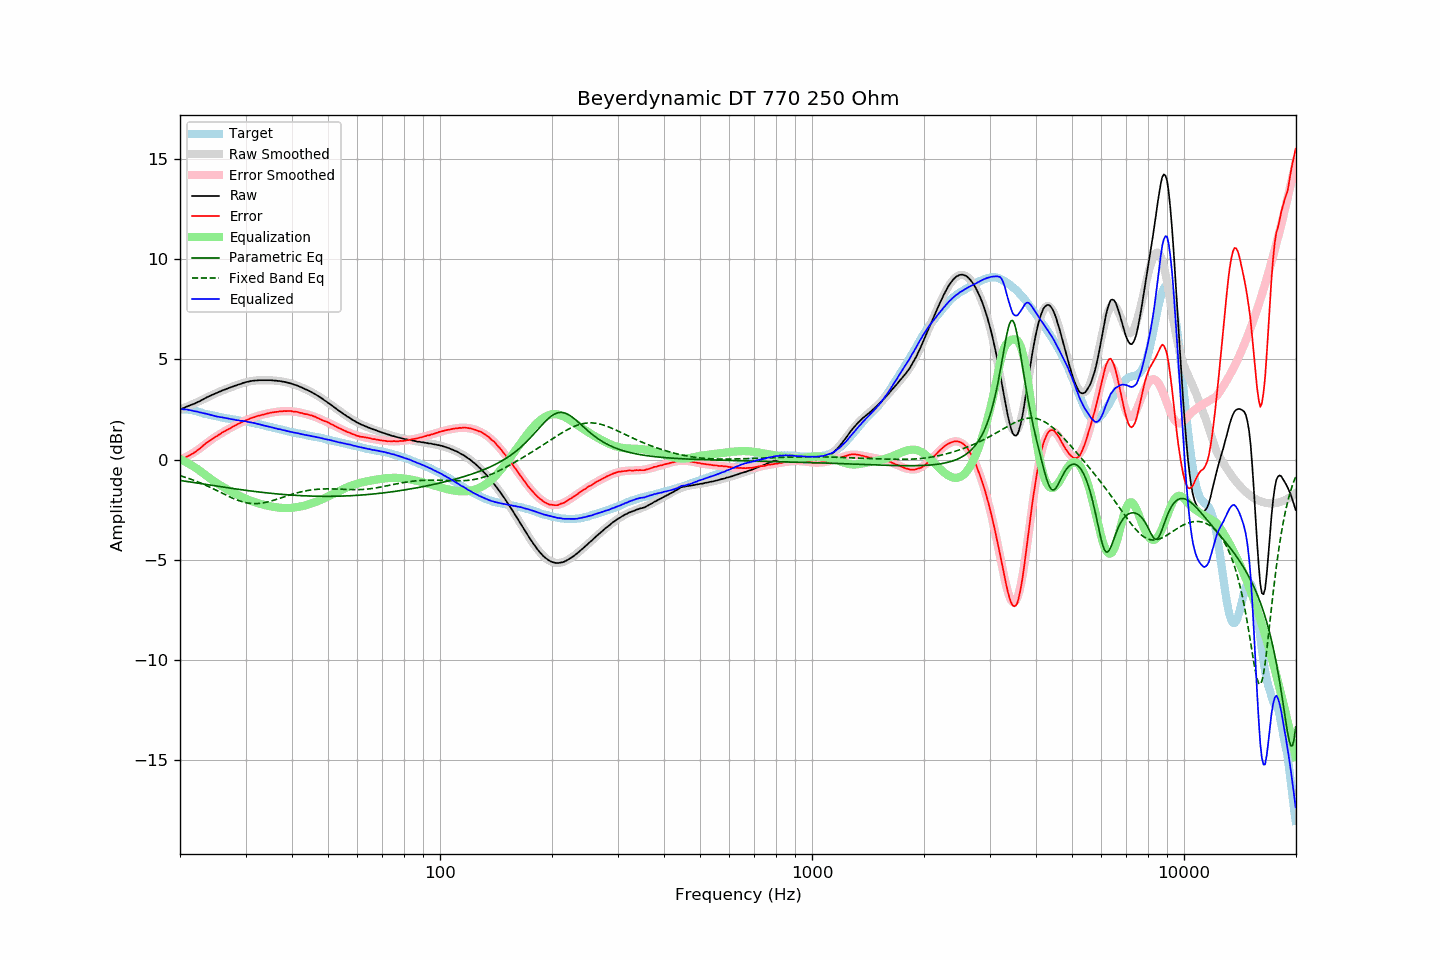 Beyerdynamic DT 770 250 Ohm
Target
Raw Smoothed
Error Smoothed
Raw
Error
Equalization
Parametric Eq
Fixed Band Eq
Equalized
Amplitude (dBr)
15
10
5
0
−5
−10
−15
100
1000
10000
Frequency (Hz)